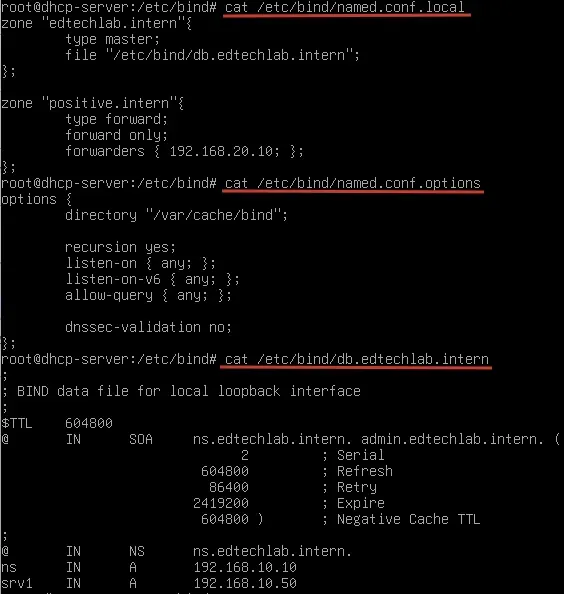 root@dhcp-server:/etc/bind# cat /etc/bind/named.conf.local
zone "edtechlab.intern"{
type master;
file "/etc/bind/db.edtechlab.intern";
};
zone "positive.intern"{
type forward;
forward only;
forwarders { 192.168.20.10; };
};
root@dhcp-server:/etc/bind# cat /etc/bind/named.conf.options
options {
directory "/var/cache/bind";
recursion yes;
listen-on { any; };
listen-on-v6 { any; };
allow-query { any; };
dnssec-validation no;
};
root@dhcp-server:/etc/bind# cat /etc/bind/db.edtechlab.intern
;
; BIND data file for local loopback interface
;
$TTL 604800
@ IN SOA ns.edtechlab.intern. admin.edtechlab.intern. (
2 ; Serial
604800 ; Refresh
86400 ; Retry
2419200 ; Expire
604800 ) ; Negative Cache TTL
;
@ IN NS ns.edtechlab.intern.
ns IN A 192.168.10.10
srv1 IN A 192.168.10.50